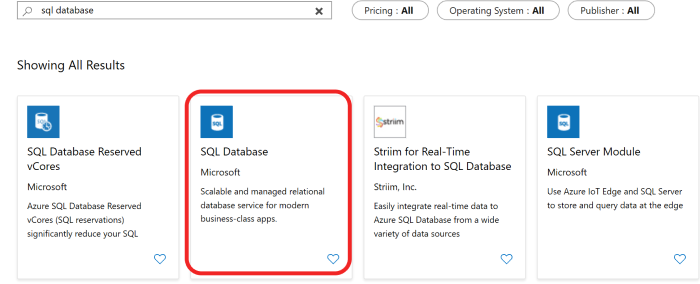 sql database
Pricing : All
Operating System : All
Publisher : All
Showing All Results
SQL
SQL Database Reserved
vCores
Microsoft
Azure SQL Database Reserved
vCores (SQL reservations)
significantly reduce your SQL
SQL
SQL Database
Microsoft
Scalable and managed relational
database service for modern
business-class apps.
Striim
Striim for Real-Time
Integration to SQL Database
Striim, Inc.
Easily integrate real-time data to
Azure SQL Database from a wide
variety of data sources
SQL
SQL Server Module
Microsoft
Use Azure IoT Edge and SQL Server
to store and query data at the edge